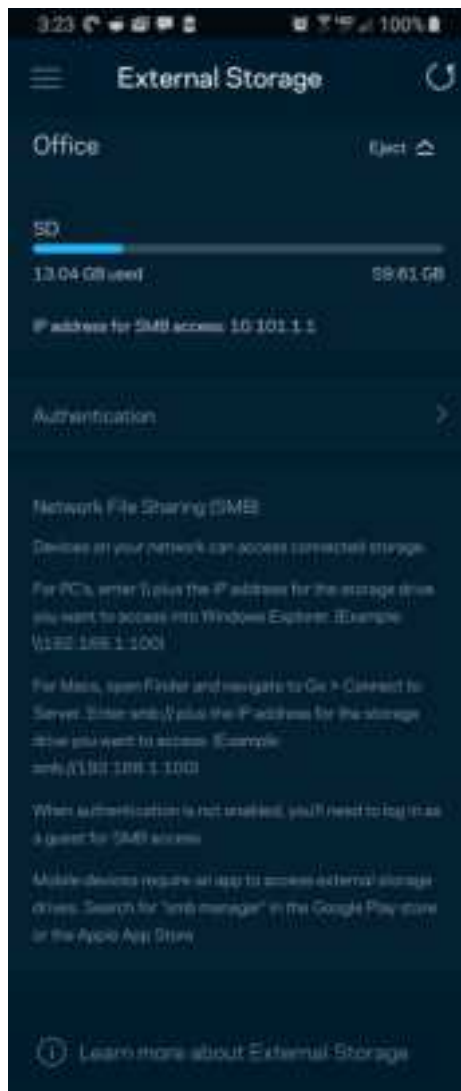 3:23
100%
External Storage
Office
Eject
SD
13.04 GB used
59.61 GB
IP address for SMB access: 10.101.1.1
Authentication
Network File Sharing (SMB)
Devices on your network can access connected storage.
For PC's, enter \\ plus the IP address for the storage drive
you want to access into Windows Explorer. (Example:
\\192.168.1.100)
For Macs, open Finder and navigate to Go > Connect to
Server. Enter smb:// plus the IP address for the storage
drive you want to access. (Example:
smb://192.168.1.100)
When authentication is not enabled, you'll need to log in as
a guest for SMB access.
Mobile devices require an app to access external storage
drives. Search for "smb manager" in the Google Play store
or the Apple App Store.
Learn more about External Storage